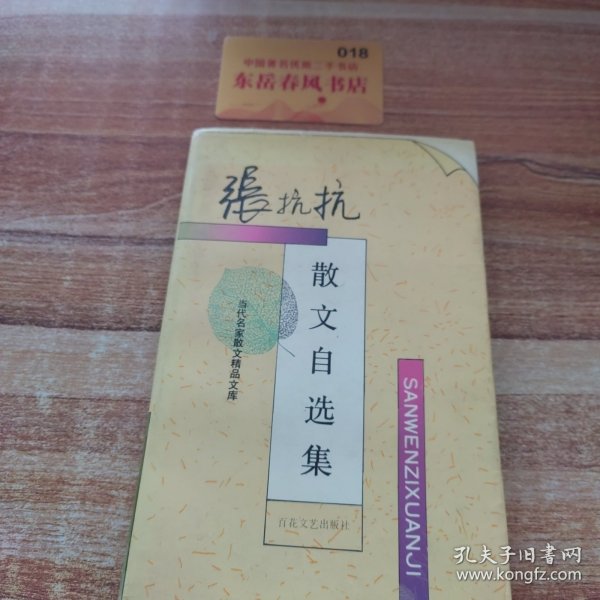 018
中国著名民族二手书店
东岳春风书店
張抗抗
散文自选集
当代名家散文精品文库
SANWENZIXUANJI
百花文艺出版社
孔夫子旧书网
www.kongfz.com